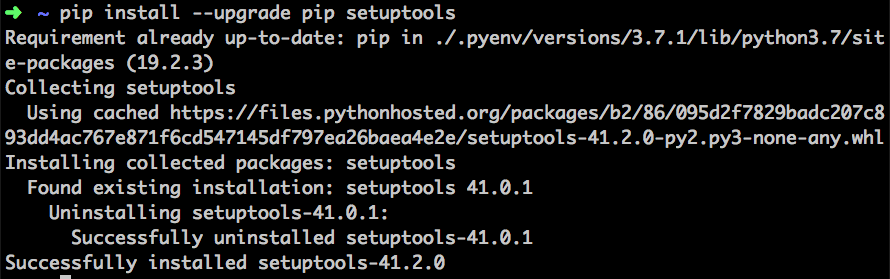 ➜ ~ pip install --upgrade pip setuptools
Requirement already up-to-date: pip in ./.pyenv/versions/3.7.1/lib/python3.7/sit
e-packages (19.2.3)
Collecting setuptools
  Using cached https://files.pythonhosted.org/packages/b2/86/095d2f7829badc207c8
93dd4ac767e871f6cd547145df797ea26baea4e2e/setuptools-41.2.0-py2.py3-none-any.whl
Installing collected packages: setuptools
  Found existing installation: setuptools 41.0.1
    Uninstalling setuptools-41.0.1:
      Successfully uninstalled setuptools-41.0.1
Successfully installed setuptools-41.2.0